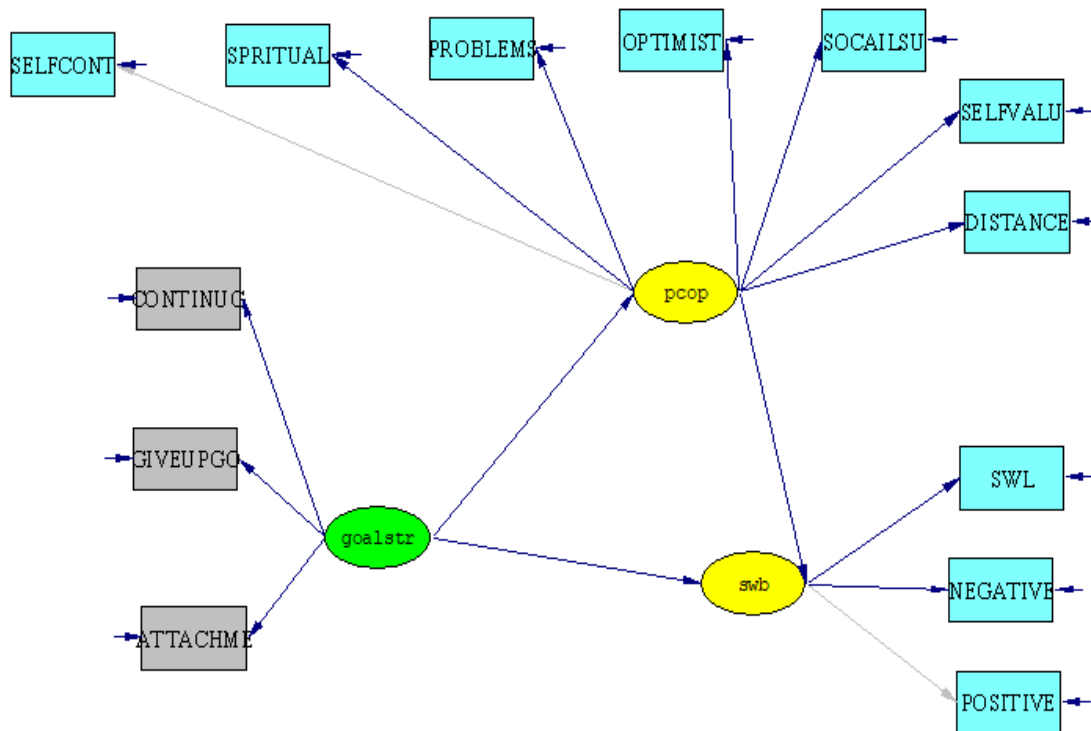 SELFCONT
SPRITUAL
PROBLEMS
OPTIMIST
SOCAILSU
SELFVALU
DISTANCE
pcop
CONTINUG
GIVEUPGO
goalstr
ATTACHME
swb
SWL
NEGATIVE
POSITIVE